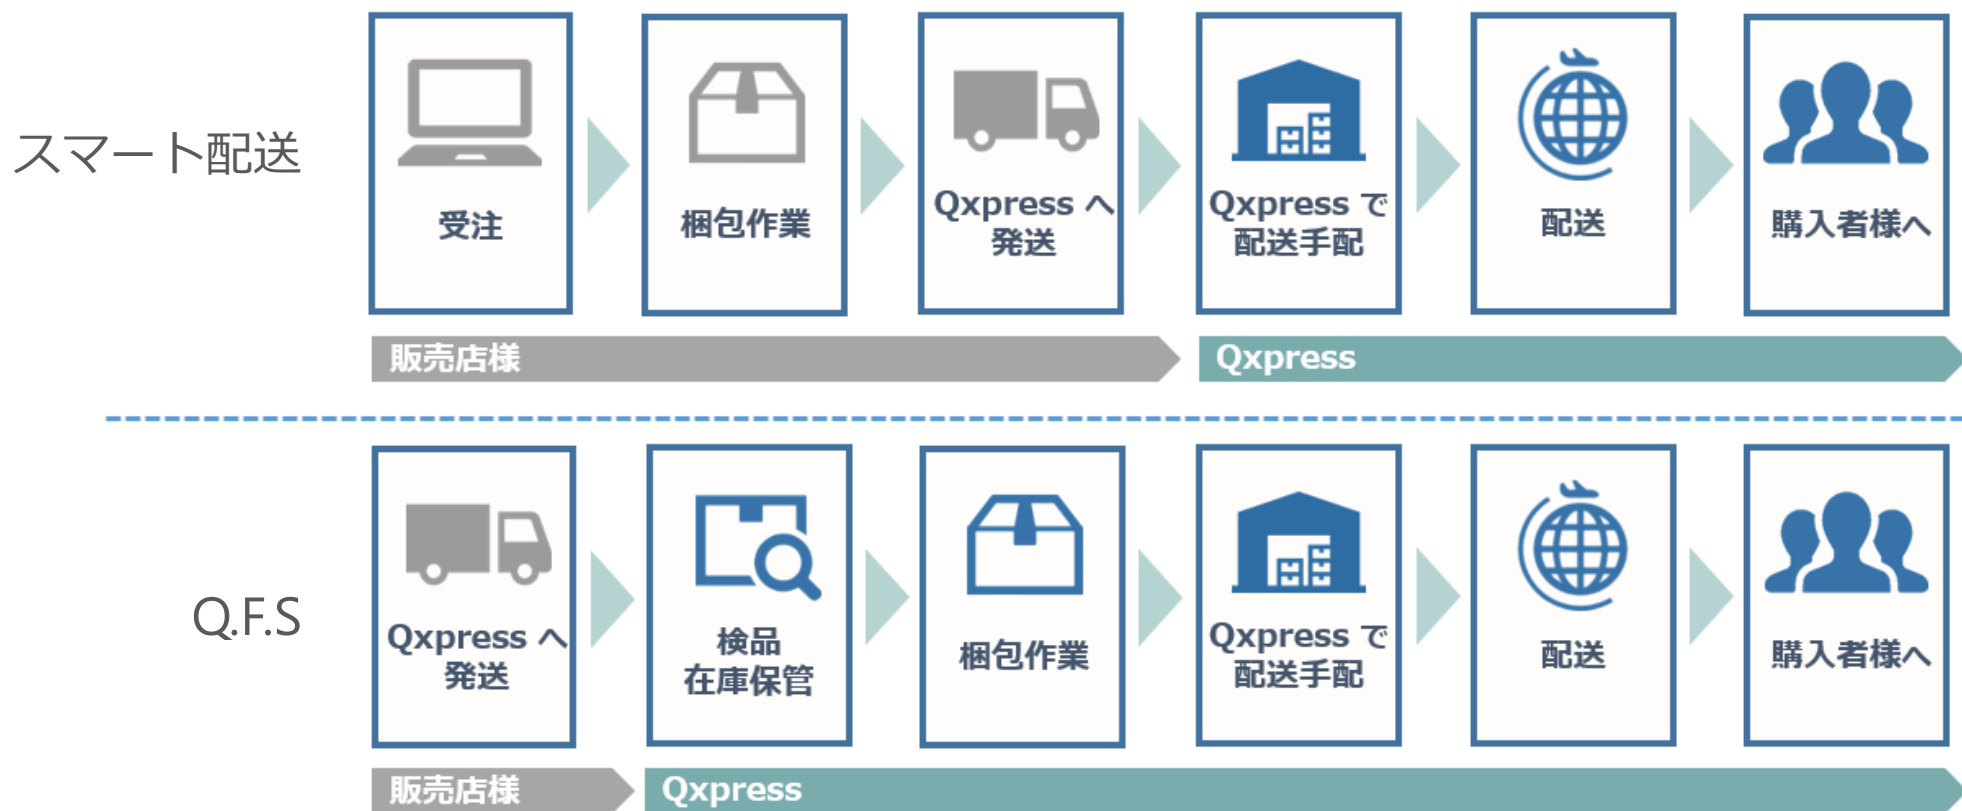 スマート配送
受注
梱包作業
Qxpress へ
発送
Qxpress で
配送手配
配送
購入者様へ
販売店様
Qxpress
Q.F.S
Qxpress へ
発送
検品
在庫保管
梱包作業
Qxpress で
配送手配
配送
購入者様へ
販売店様
Qxpress